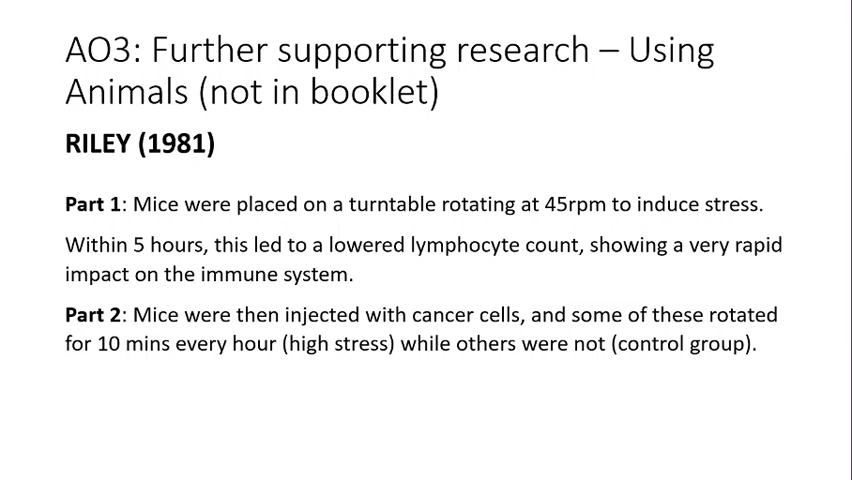 AO3: Further supporting research – Using
Animals (not in booklet)
RILEY (1981)
Part 1: Mice were placed on a turntable rotating at 45rpm to induce stress.
Within 5 hours, this led to a lowered lymphocyte count, showing a very rapid
impact on the immune system.
Part 2: Mice were then injected with cancer cells, and some of these rotated
for 10 mins every hour (high stress) while others were not (control group).